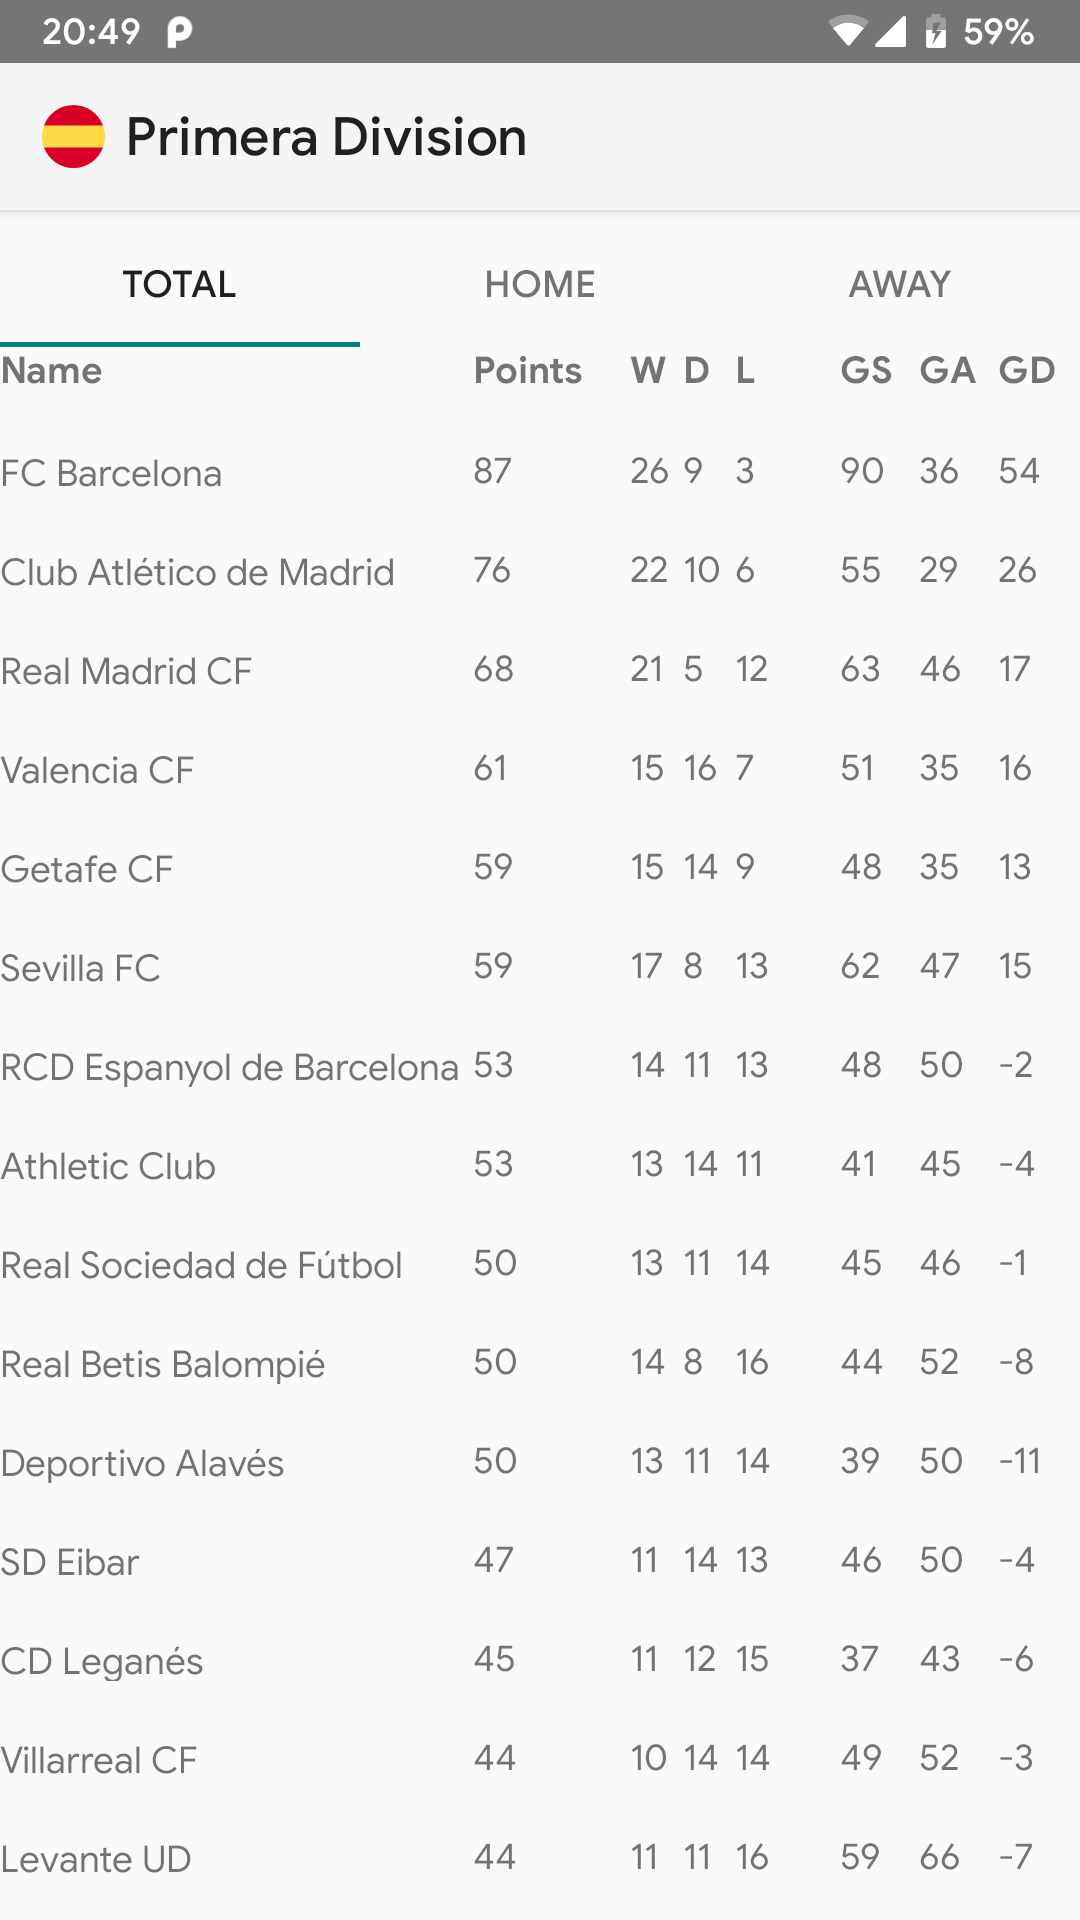 20:49 59%
Primera Division
TOTAL HOME AWAY
Name Points W D L GS GA GD
FC Barcelona 87 26 9 3 90 36 54
Club Atlético de Madrid 76 22 10 6 55 29 26
Real Madrid CF 68 21 5 12 63 46 17
Valencia CF 61 15 16 7 51 35 16
Getafe CF 59 15 14 9 48 35 13
Sevilla FC 59 17 8 13 62 47 15
RCD Espanyol de Barcelona 53 14 11 13 48 50 -2
Athletic Club 53 13 14 11 41 45 -4
Real Sociedad de Fútbol 50 13 11 14 45 46 -1
Real Betis Balompié 50 14 8 16 44 52 -8
Deportivo Alavés 50 13 11 14 39 50 -11
SD Eibar 47 11 14 13 46 50 -4
CD Leganés 45 11 12 15 37 43 -6
Villarreal CF 44 10 14 14 49 52 -3
Levante UD 44 11 11 16 59 66 -7